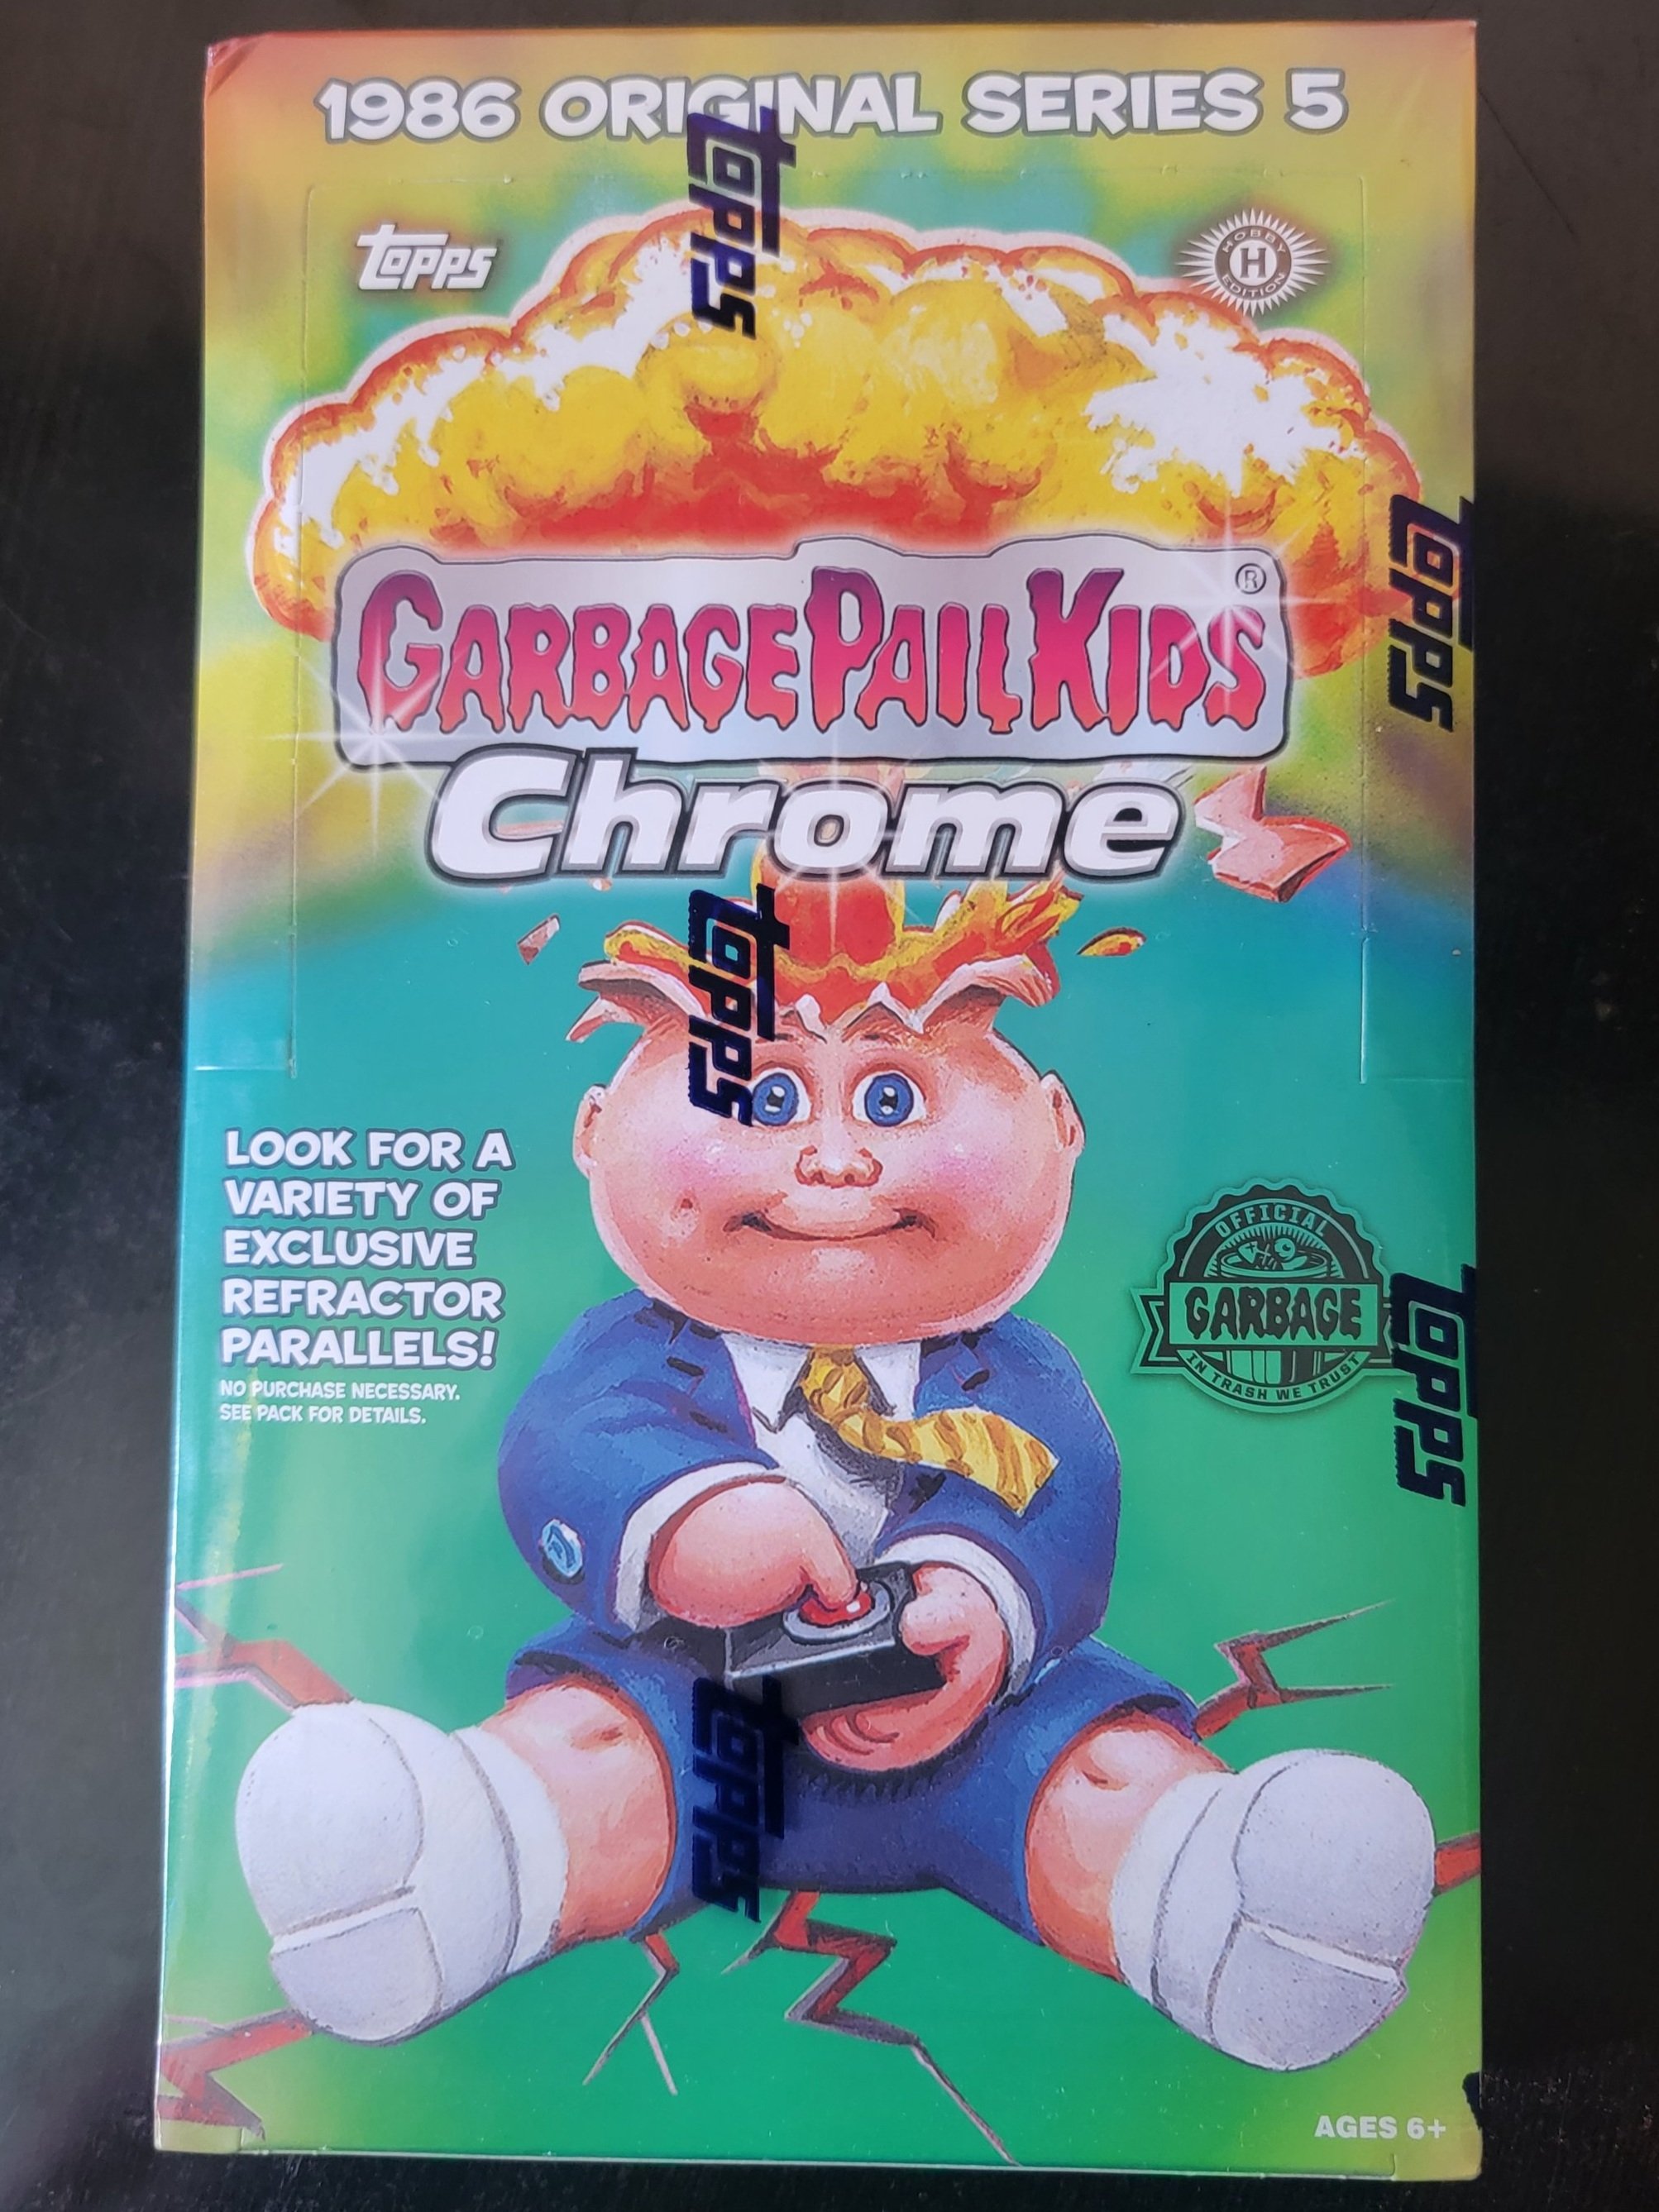 1986 ORIGINAL SERIES 5
topps
HOBBY
H
EDITION
topps
GARBAGE PAIL KIDS®
Chrome
topps
topps
LOOK FOR A
VARIETY OF
EXCLUSIVE
REFRACTOR
PARALLELS!
NO PURCHASE NECESSARY.
SEE PACK FOR DETAILS.
OFFICIAL
GARBAGE
IN TRASH WE TRUST
topps
topps
AGES 6+